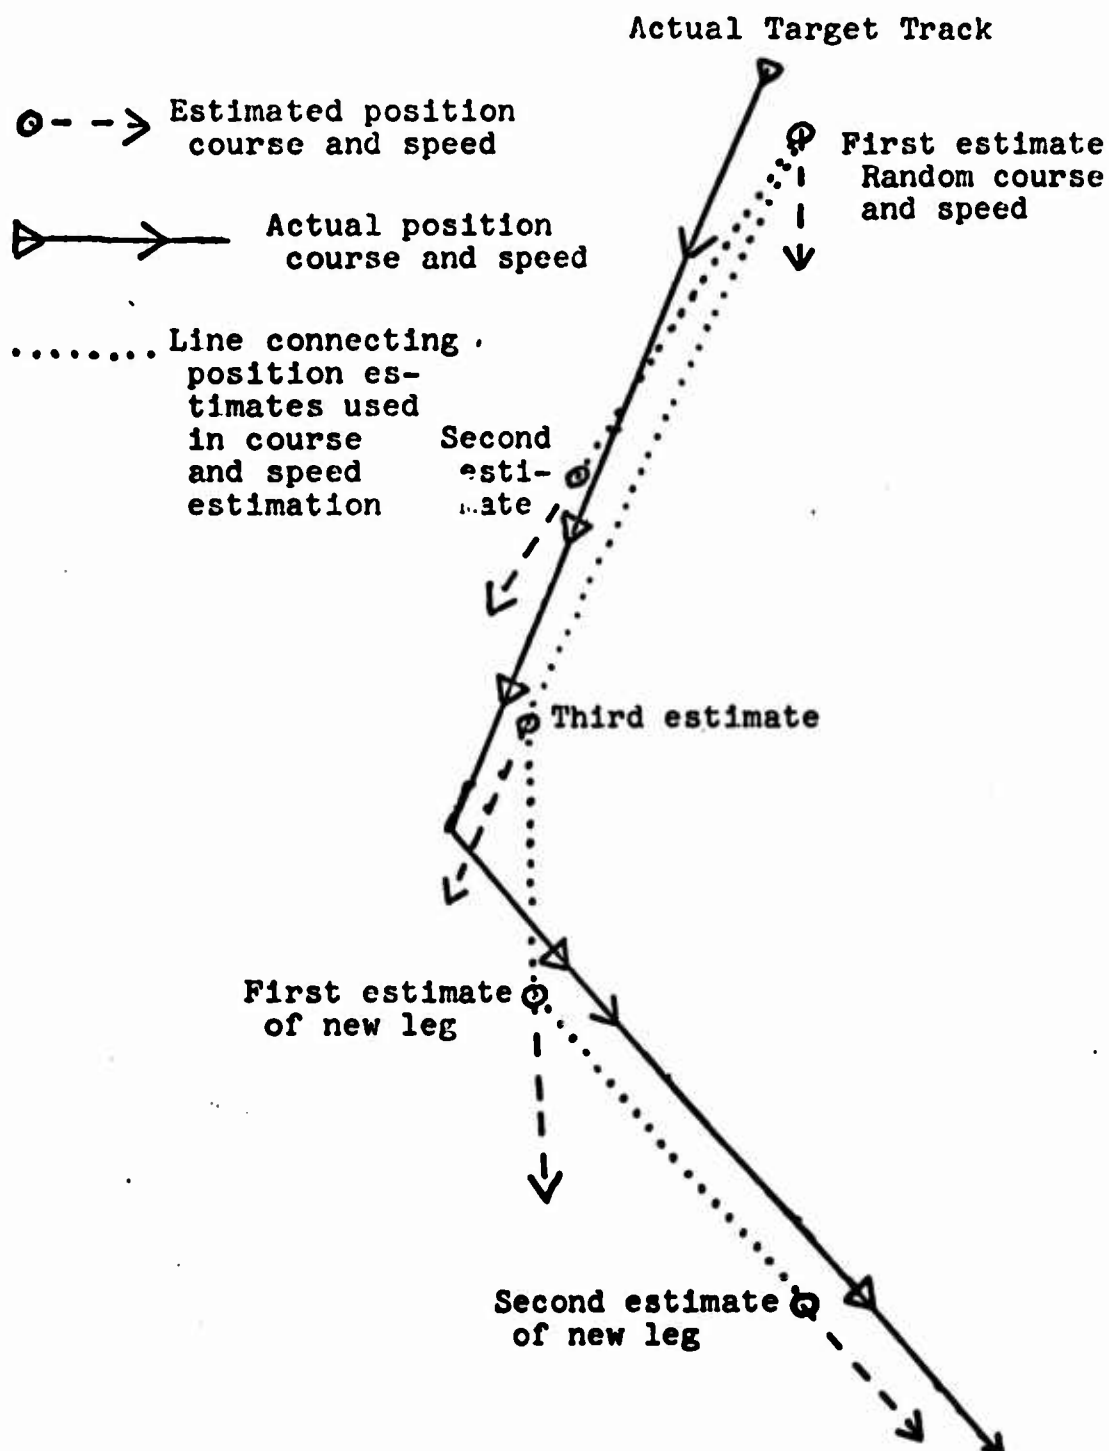 Actual Target Track
Estimated position
course and speed
First estimate
Random course
and speed
Actual position
course and speed
Line connecting
position es-
timates used
in course
and speed
estimation
Second
esti-
mate
Third estimate
First estimate
of new leg
Second estimate
of new leg